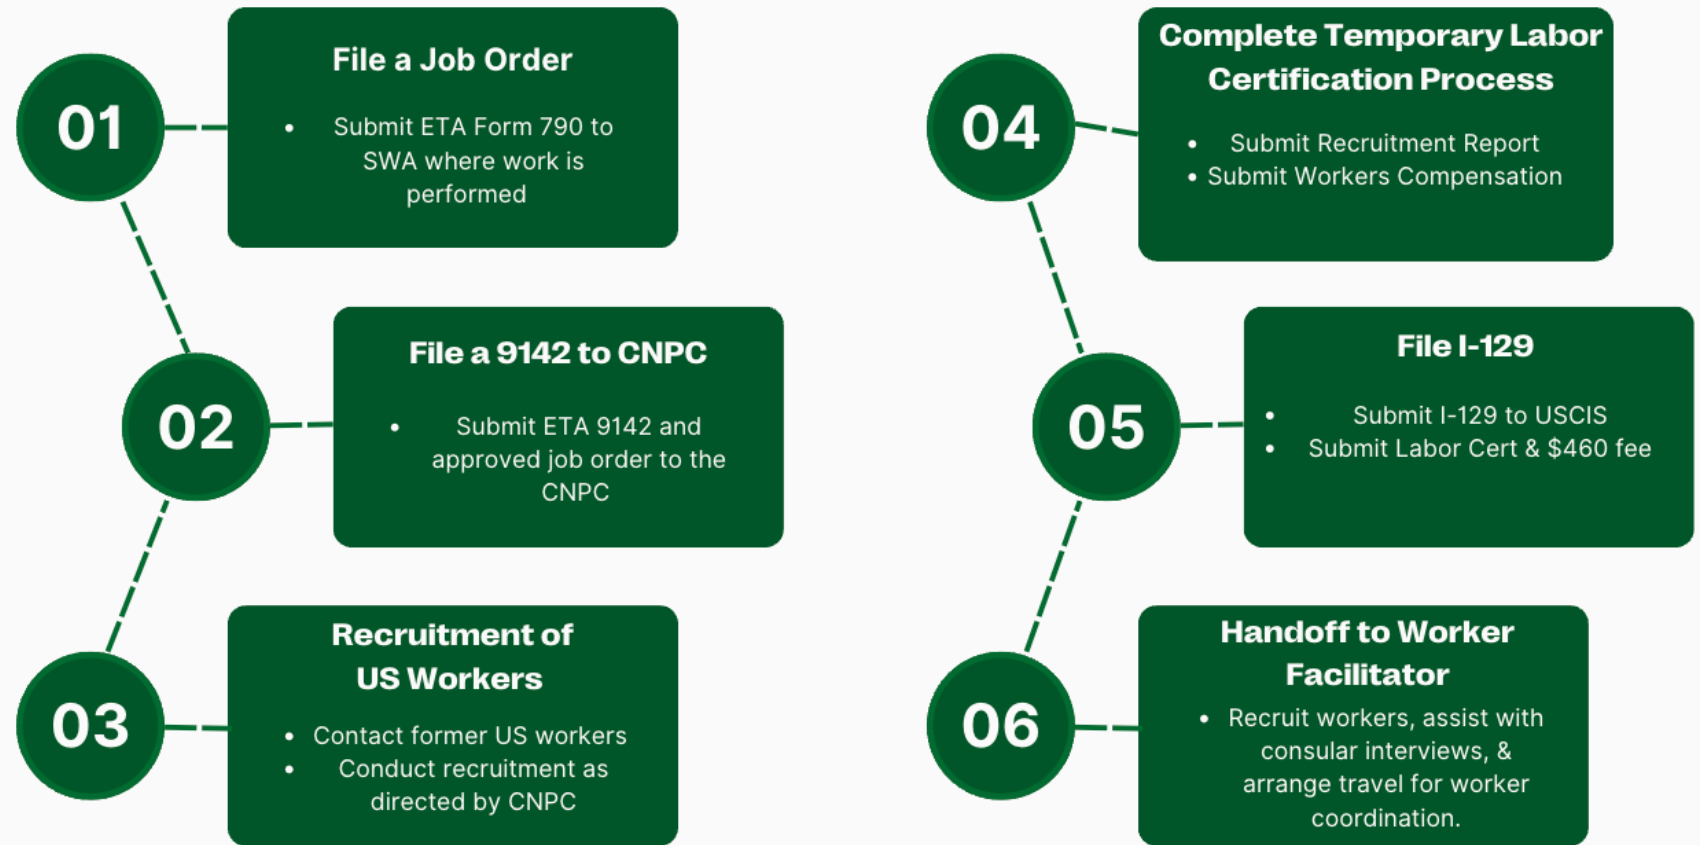 01
File a Job Order
• Submit ETA Form 790 to
SWA where work is
performed
02
File a 9142 to CNPC
• Submit ETA 9142 and
approved job order to the
CNPC
03
Recruitment of
US Workers
• Contact former US workers
• Conduct recruitment as
directed by CNPC
04
Complete Temporary Labor
Certification Process
• Submit Recruitment Report
• Submit Workers Compensation
05
File I-129
• Submit I-129 to USCIS
• Submit Labor Cert & $460 fee
06
Handoff to Worker
Facilitator
• Recruit workers, assist with
consular interviews, &
arrange travel for worker
coordination.